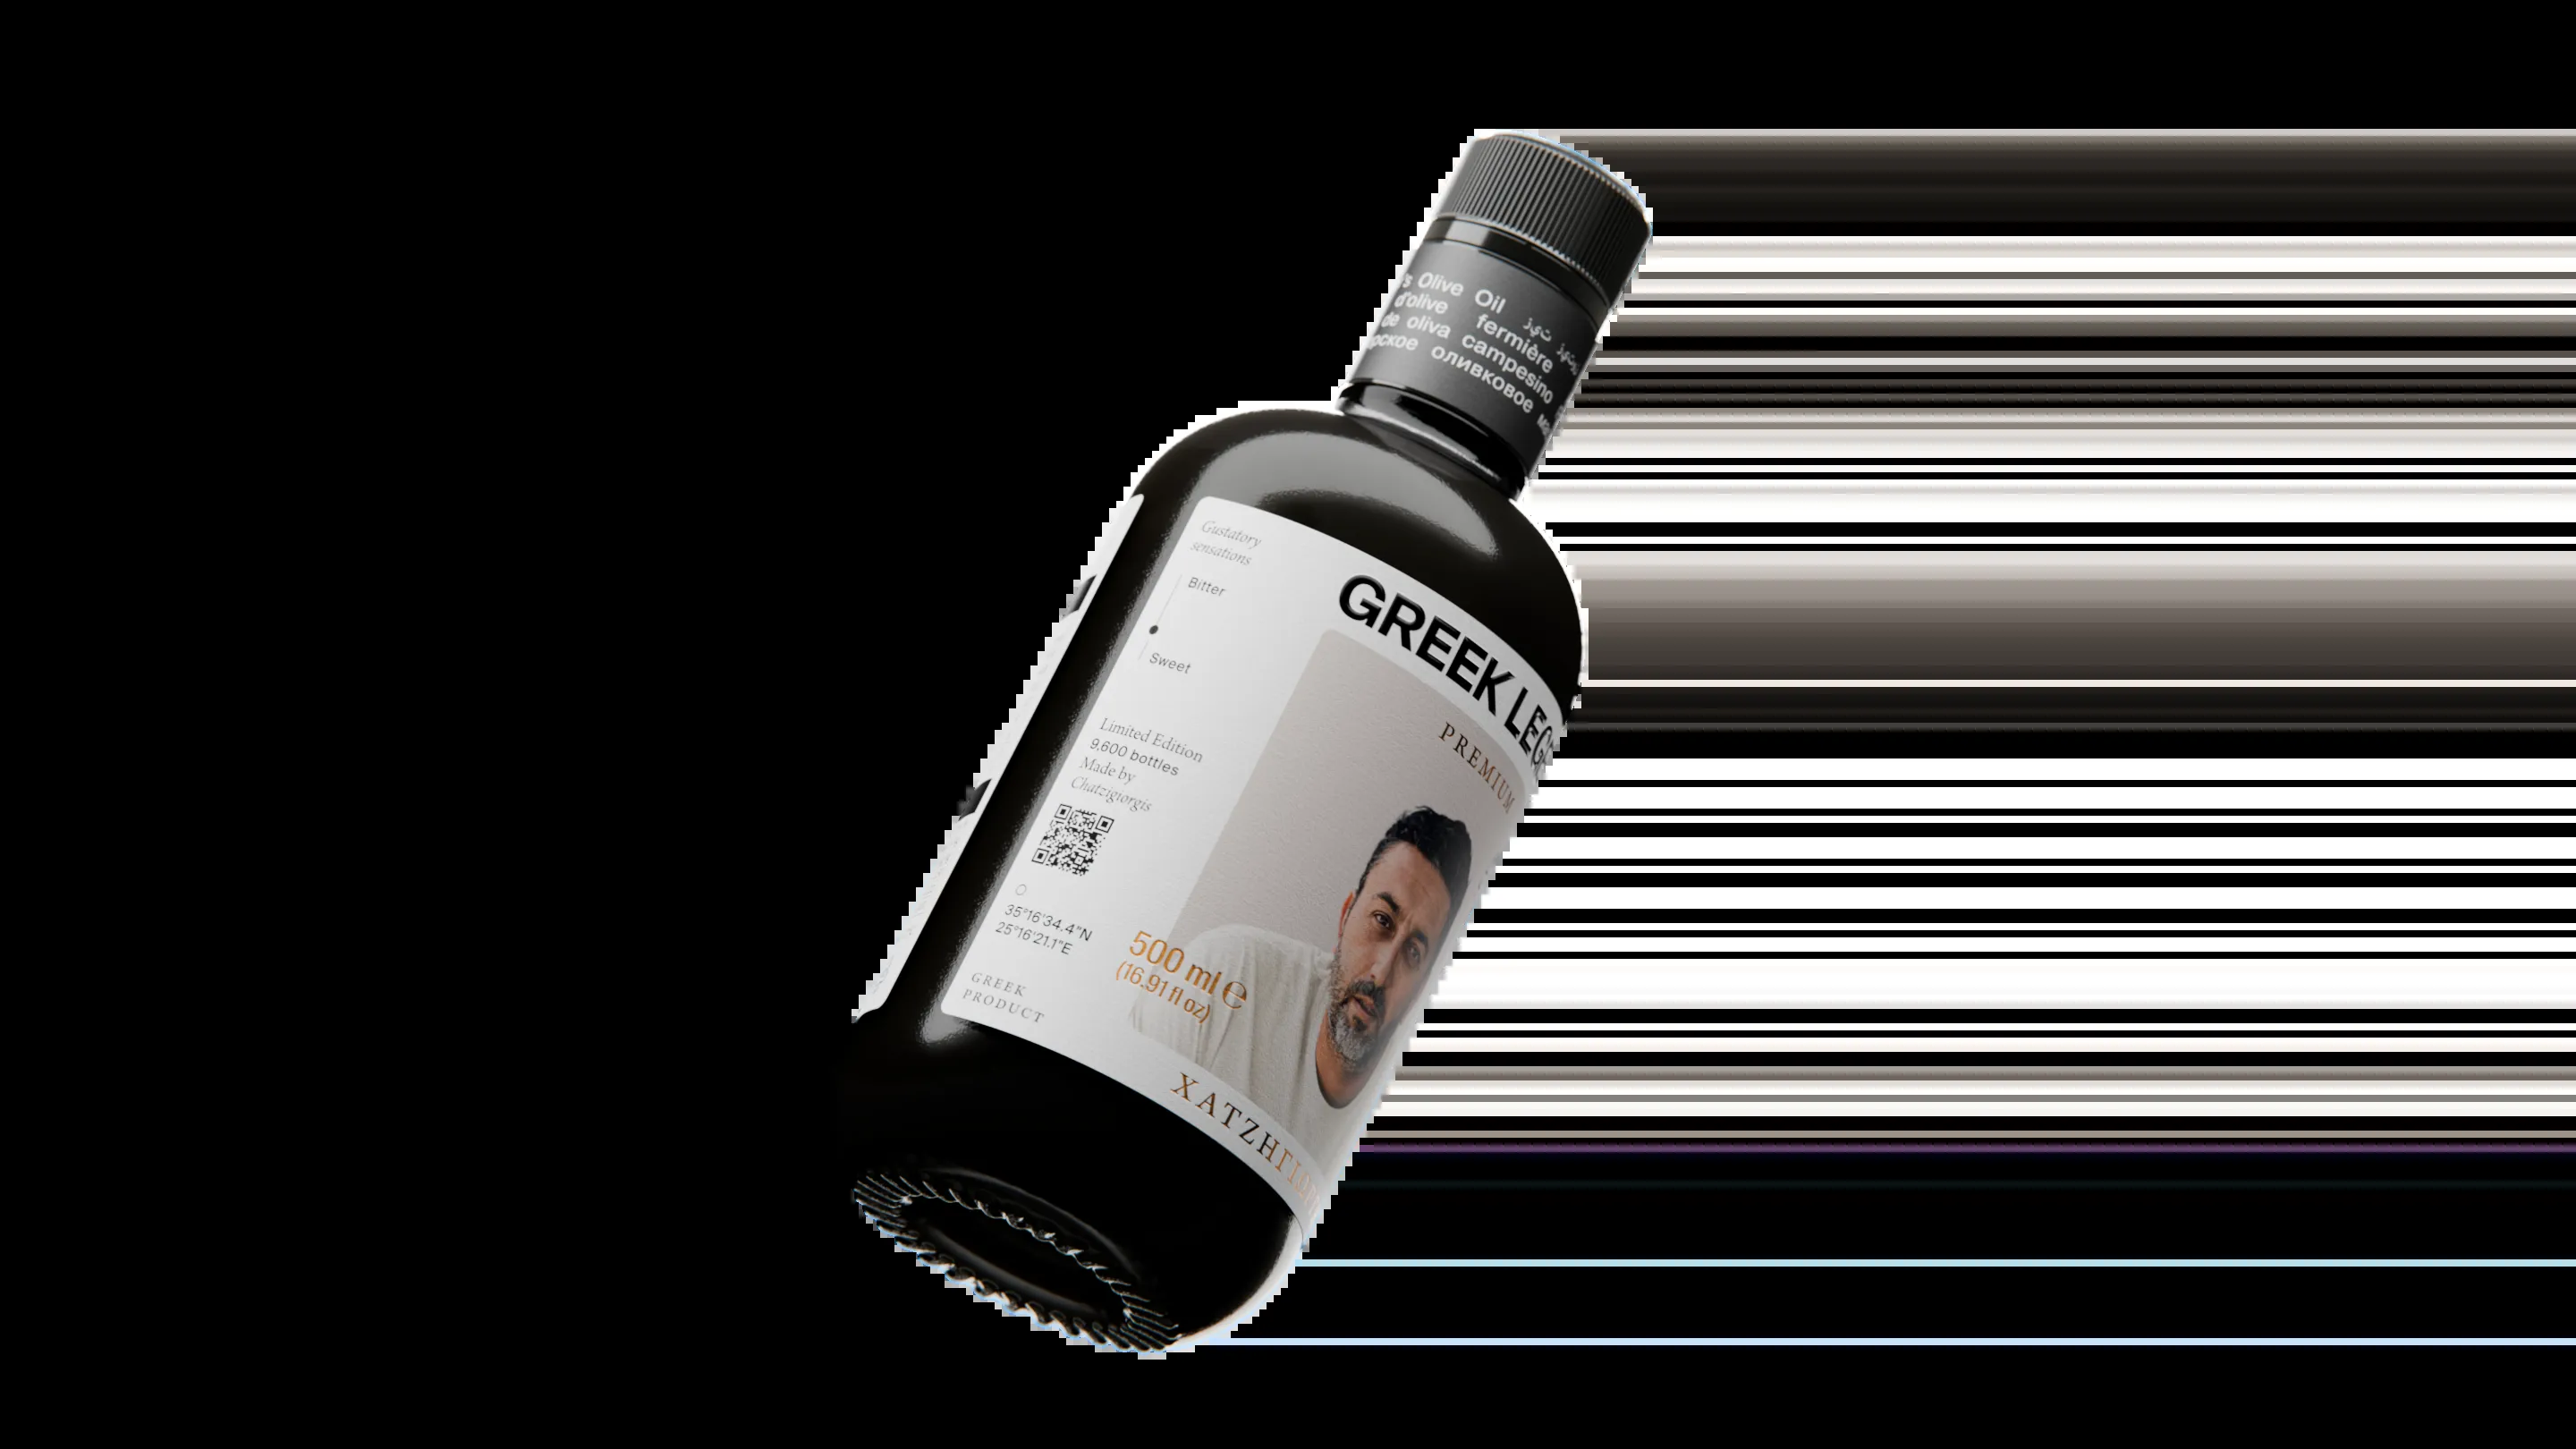 Olive Oil زيت
d'olive fermière
de oliva campesino
оливковое
Gustatory
sensations
Bitter
Sweet
GREEK
PREMIUM
Limited Edition
9,600 bottles
Made by
Chatzigiorgis
35°16'34.4"N
25°16'21.1"E
500 ml ℮
(16.91 fl oz)
GREEK
PRODUCT